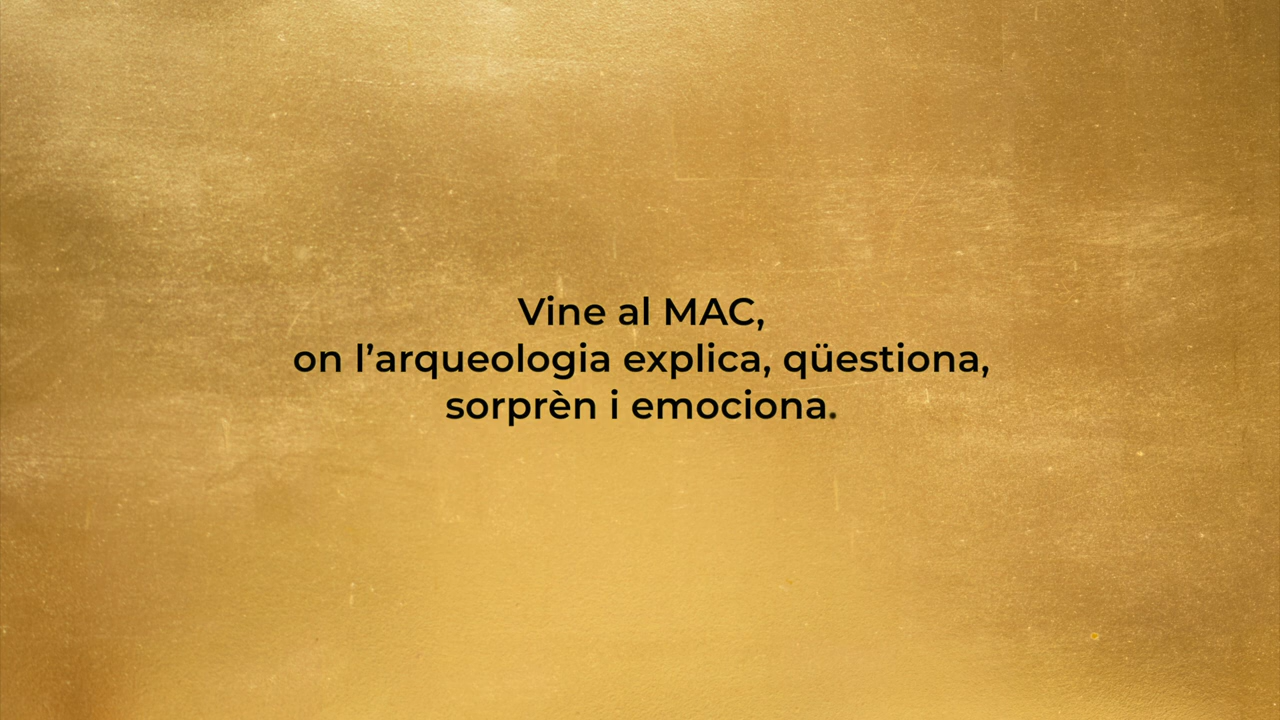 Vine al MAC,
on l’arqueologia explica, qüestiona,
sorprèn i emociona.